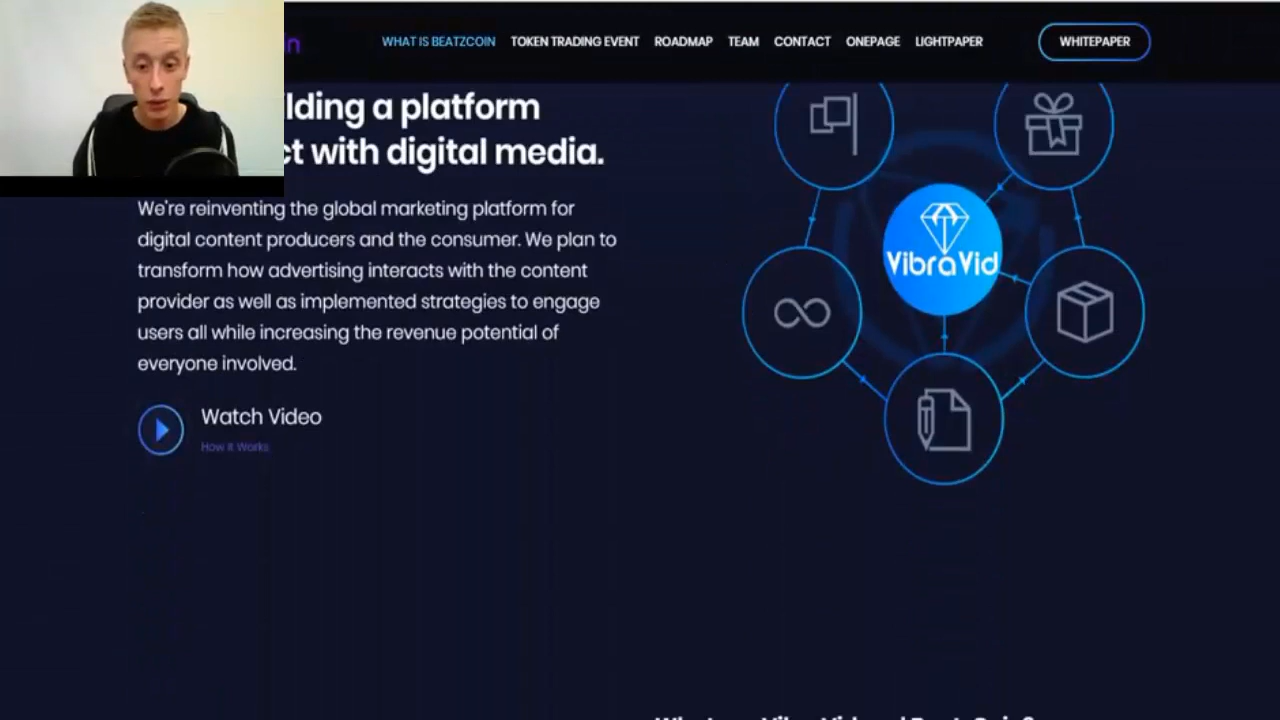 WHAT IS BEATZCOIN TOKEN TRADING EVENT ROADMAP TEAM CONTACT ONEPAGE LIGHTPAPER WHITEPAPER
a platform
with digital media.
We're reinventing the global marketing platform for
digital content producers and the consumer. We plan to
transform how advertising interacts with the content
provider as well as implemented strategies to engage
users all while increasing the revenue potential of
everyone involved.
Watch Video
How It Works
VibraVid